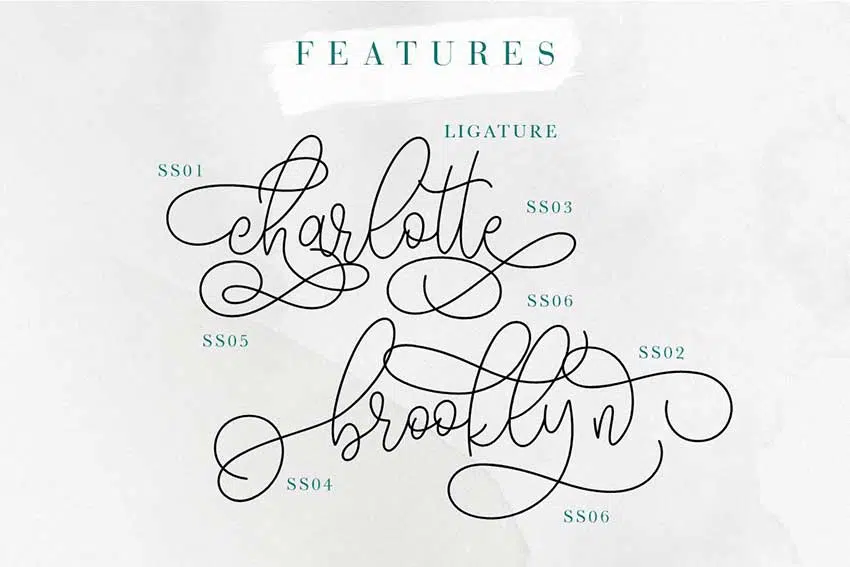 FEATURES
LIGATURE
SS01
charlotte
SS03
SS06
SS05
brooklyn
SS02
SS04
SS06